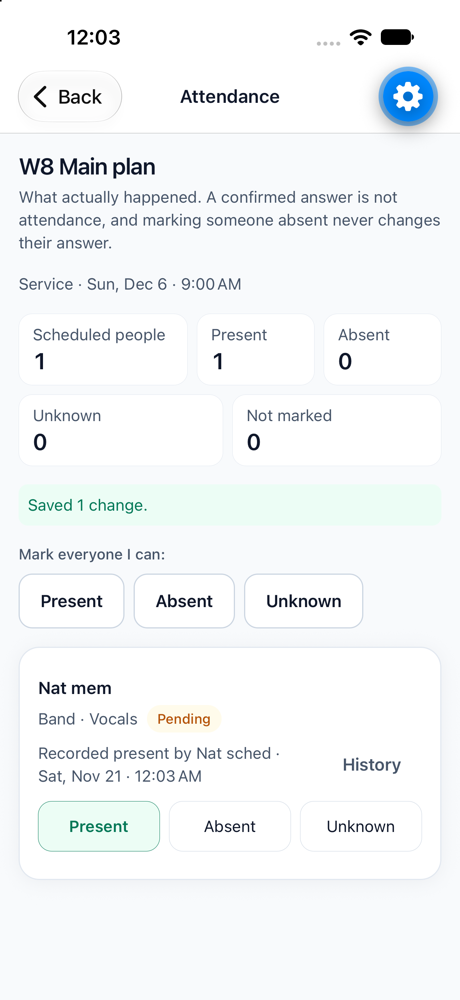 12:03
Back
Attendance
W8 Main plan
What actually happened. A confirmed answer is not
attendance, and marking someone absent never changes
their answer.
Service · Sun, Dec 6 · 9:00 AM
Scheduled people
1
Present
1
Absent
0
Unknown
0
Not marked
0
Saved 1 change.
Mark everyone I can:
Present
Absent
Unknown
Nat mem
Band · Vocals
Pending
Recorded present by Nat sched ·
Sat, Nov 21 · 12:03 AM
History
Present
Absent
Unknown